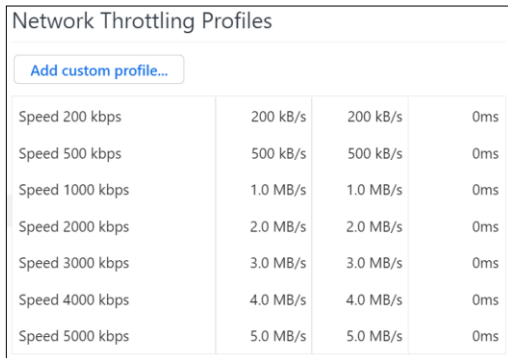 Network Throttling Profiles
Add custom profile...
Speed 200 kbps 200 kB/s 200 kB/s 0ms
Speed 500 kbps 500 kB/s 500 kB/s 0ms
Speed 1000 kbps 1.0 MB/s 1.0 MB/s 0ms
Speed 2000 kbps 2.0 MB/s 2.0 MB/s 0ms
Speed 3000 kbps 3.0 MB/s 3.0 MB/s 0ms
Speed 4000 kbps 4.0 MB/s 4.0 MB/s 0ms
Speed 5000 kbps 5.0 MB/s 5.0 MB/s 0ms